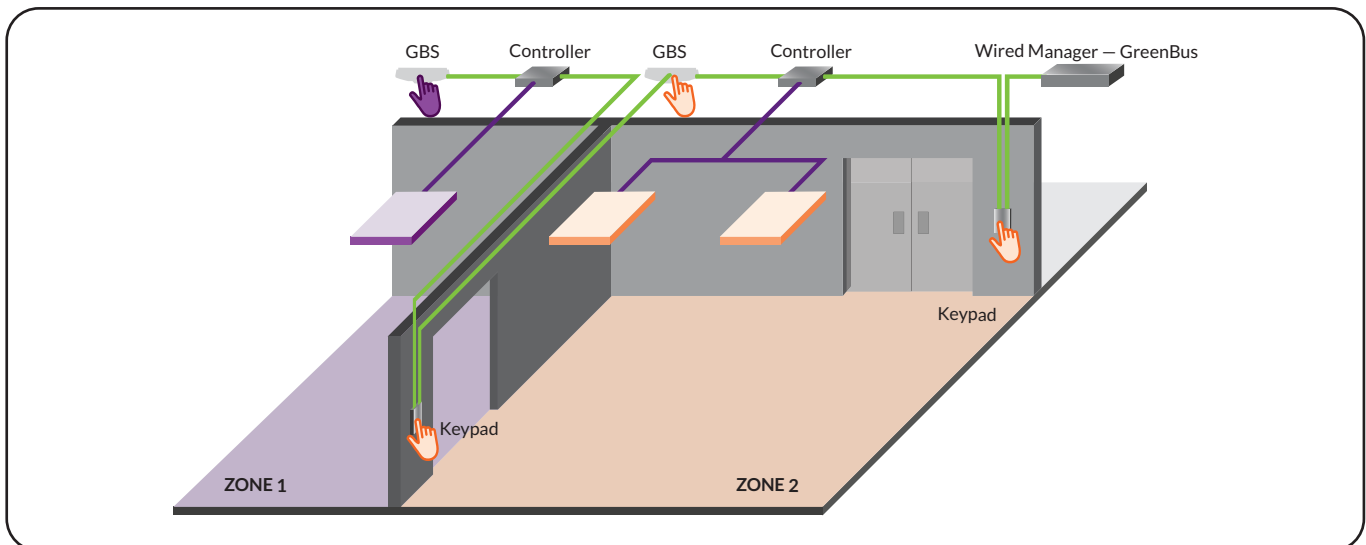 GBS
Controller
GBS
Controller
Wired Manager — GreenBus
Keypad
Keypad
ZONE 1
ZONE 2